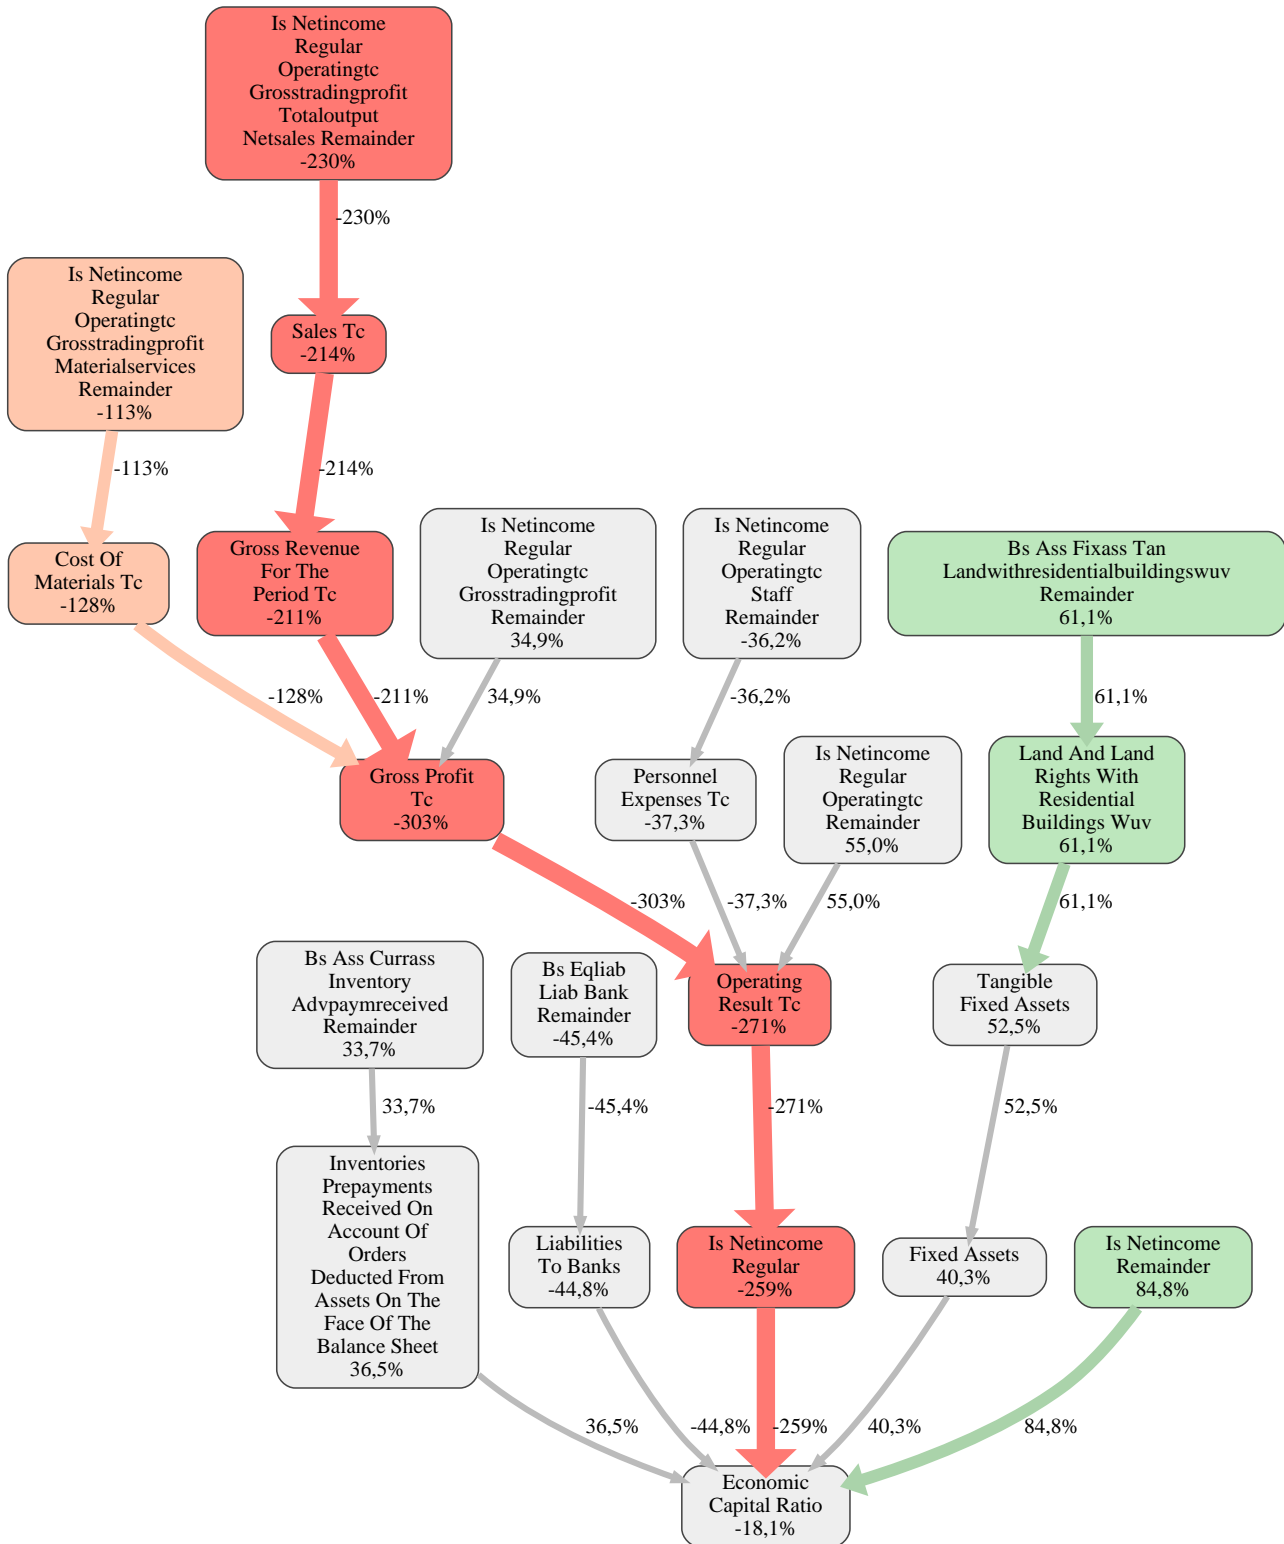 Is Netincome
Regular
Operatingtc
Grosstradingprofit
Totaloutput
Netsales Remainder
-230%
-230%
Is Netincome
Regular
Operatingtc
Grosstradingprofit
Materialservices
Remainder
-113%
Sales Tc
-214%
-113%
-214%
Cost Of
Materials Tc
-128%
Gross Revenue
For The
Period Tc
-211%
Is Netincome
Regular
Operatingtc
Grosstradingprofit
Remainder
34,9%
Is Netincome
Regular
Operatingtc
Staff
Remainder
-36,2%
Bs Ass Fixass Tan
Landwithresidentialbuildingswuv
Remainder
61,1%
-128%
-211%
34,9%
-36,2%
61,1%
Gross Profit
Tc
-303%
Personnel
Expenses Tc
-37,3%
Is Netincome
Regular
Operatingtc
Remainder
55,0%
Land And Land
Rights With
Residential
Buildings Wuv
61,1%
-303%
-37,3%
55,0%
61,1%
Bs Ass Currass
Inventory
Advpaymreceived
Remainder
33,7%
Bs Eqliab
Liab Bank
Remainder
-45,4%
Operating
Result Tc
-271%
Tangible
Fixed Assets
52,5%
33,7%
-45,4%
-271%
52,5%
Inventories
Prepayments
Received On
Account Of
Orders
Deducted From
Assets On The
Face Of The
Balance Sheet
36,5%
Liabilities
To Banks
-44,8%
Is Netincome
Regular
-259%
Fixed Assets
40,3%
Is Netincome
Remainder
84,8%
36,5%
-44,8%
-259%
40,3%
84,8%
Economic
Capital Ratio
-18,1%